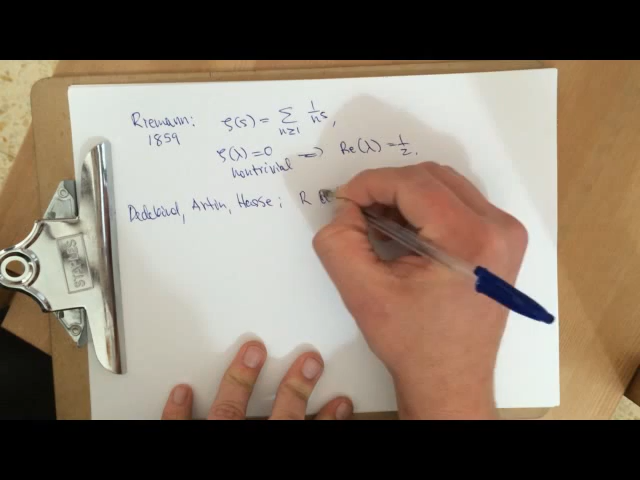 Riemann: ζ(s) = ∑ 1/n^s,
n≥1
1859
ζ(λ)=0 ⇒ Re(λ) = 1/2.
nontrivial
Dedekind, Artin, Hasse; R
STAPLES